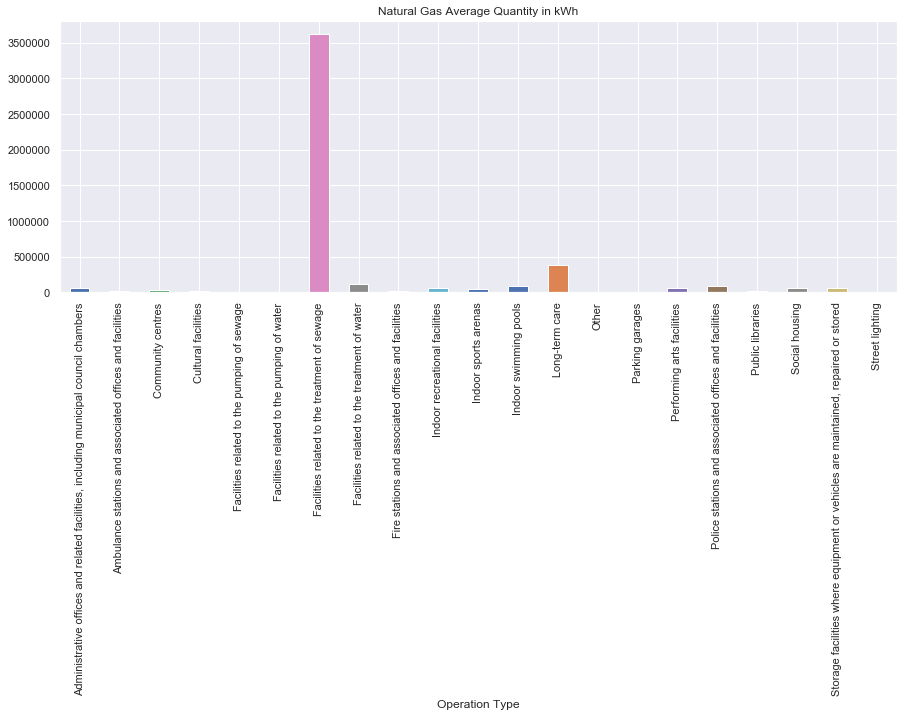 Natural Gas Average Quantity in kWh
3500000
3000000
2500000
2000000
1500000
1000000
500000
0
Administrative offices and related facilities, including municipal council chambers
Ambulance stations and associated offices and facilities
Community centres
Cultural facilities
Facilities related to the pumping of sewage
Facilities related to the pumping of water
Facilities related to the treatment of sewage
Facilities related to the treatment of water
Fire stations and associated offices and facilities
Indoor recreational facilities
Indoor sports arenas
Indoor swimming pools
Long-term care
Other
Parking garages
Performing arts facilities
Police stations and associated offices and facilities
Public libraries
Social housing
Storage facilities where equipment or vehicles are maintained, repaired or stored
Street lighting
Operation Type